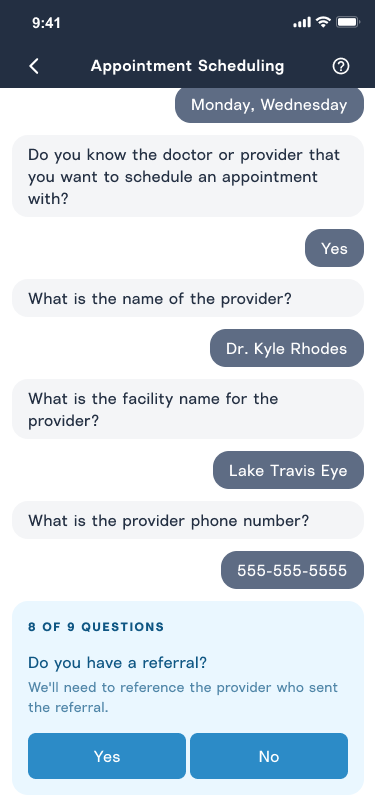 9:41
Appointment Scheduling
Monday, Wednesday
Do you know the doctor or provider that
you want to schedule an appointment
with?
Yes
What is the name of the provider?
Dr. Kyle Rhodes
What is the facility name for the
provider?
Lake Travis Eye
What is the provider phone number?
555-555-5555
8 OF 9 QUESTIONS
Do you have a referral?
We'll need to reference the provider who sent
the referral.
Yes
No